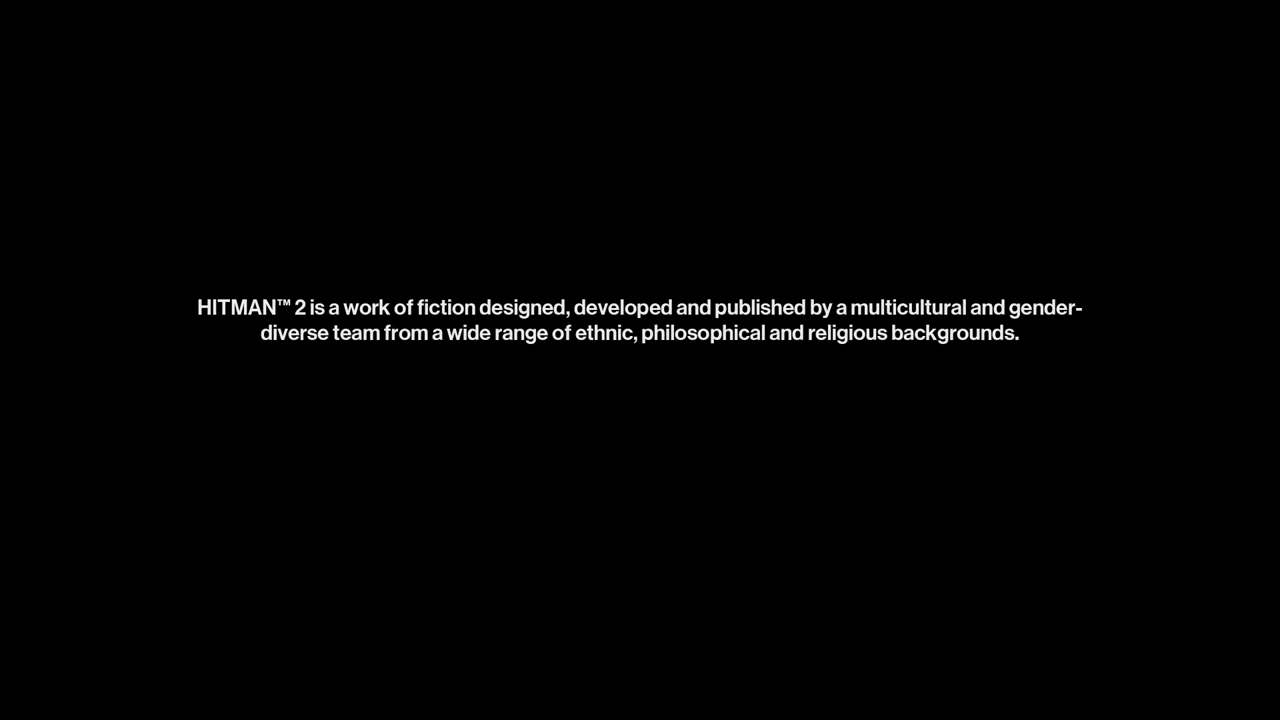 HITMAN™ 2 is a work of fiction designed, developed and published by a multicultural and gender-
diverse team from a wide range of ethnic, philosophical and religious backgrounds.